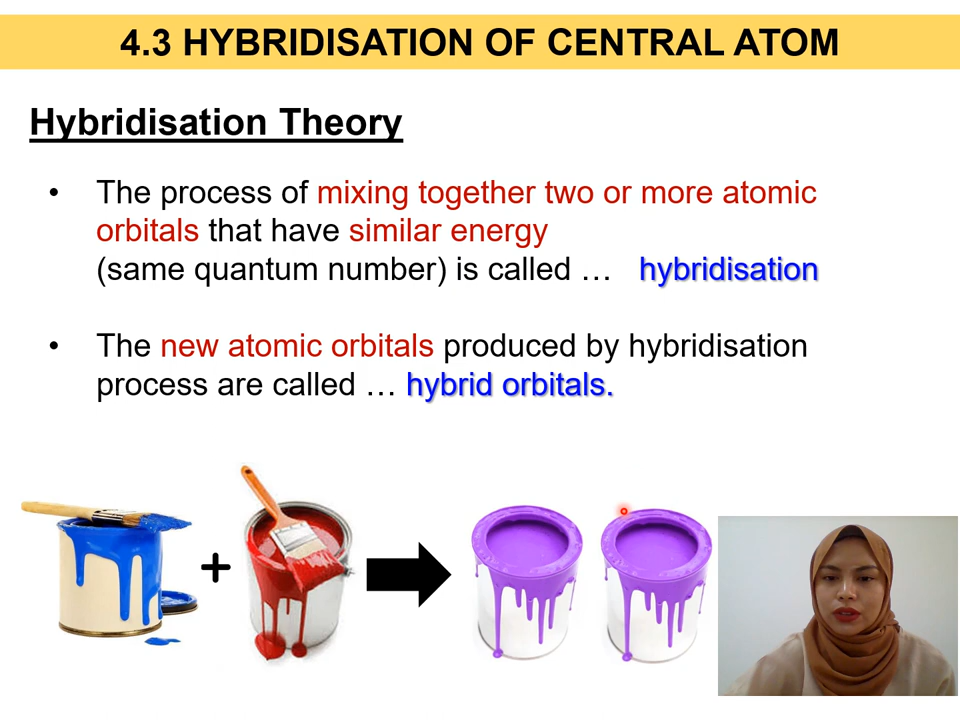 4.3 HYBRIDISATION OF CENTRAL ATOM
Hybridisation Theory
• The process of mixing together two or more atomic
orbitals that have similar energy
(same quantum number) is called … hybridisation
• The new atomic orbitals produced by hybridisation
process are called … hybrid orbitals.
+